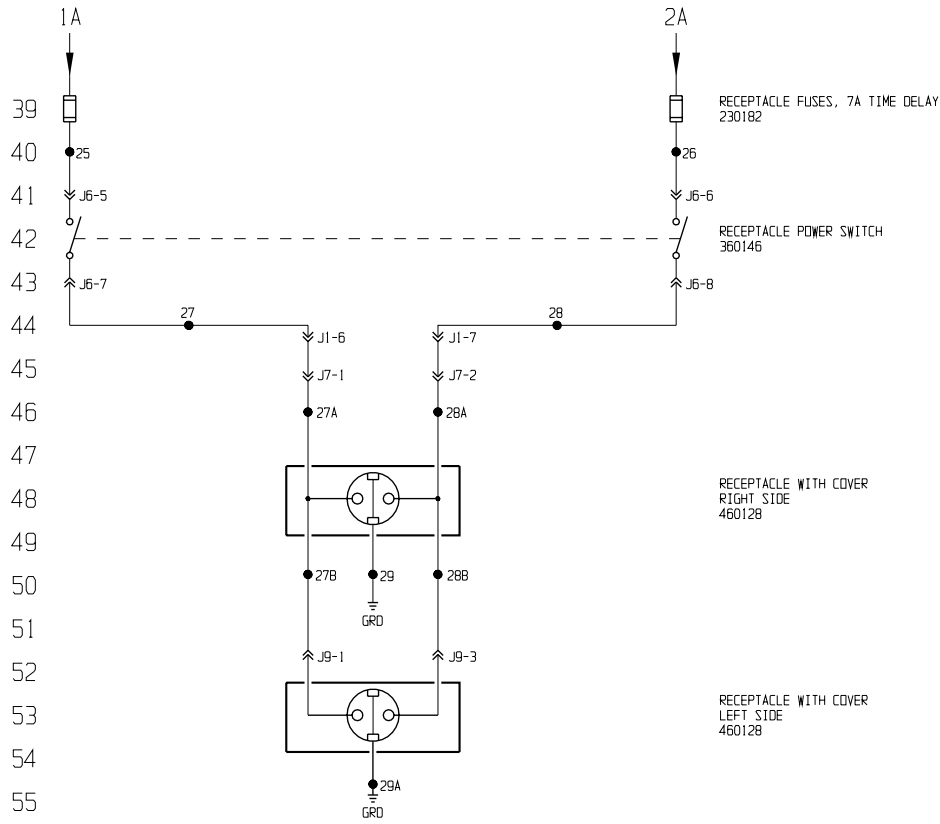 1A
2A
39
RECEPTACLE FUSES, 7A TIME DELAY
230182
40
25
26
41
J6-5
J6-6
42
RECEPTACLE POWER SWITCH
360146
43
J6-7
J6-8
44
27
28
J1-6
J1-7
45
J7-1
J7-2
46
27A
28A
47
48
RECEPTACLE WITH COVER
RIGHT SIDE
460128
49
50
27B
29
28B
GRD
51
52
J9-1
J9-3
53
RECEPTACLE WITH COVER
LEFT SIDE
460128
54
29A
55
GRD